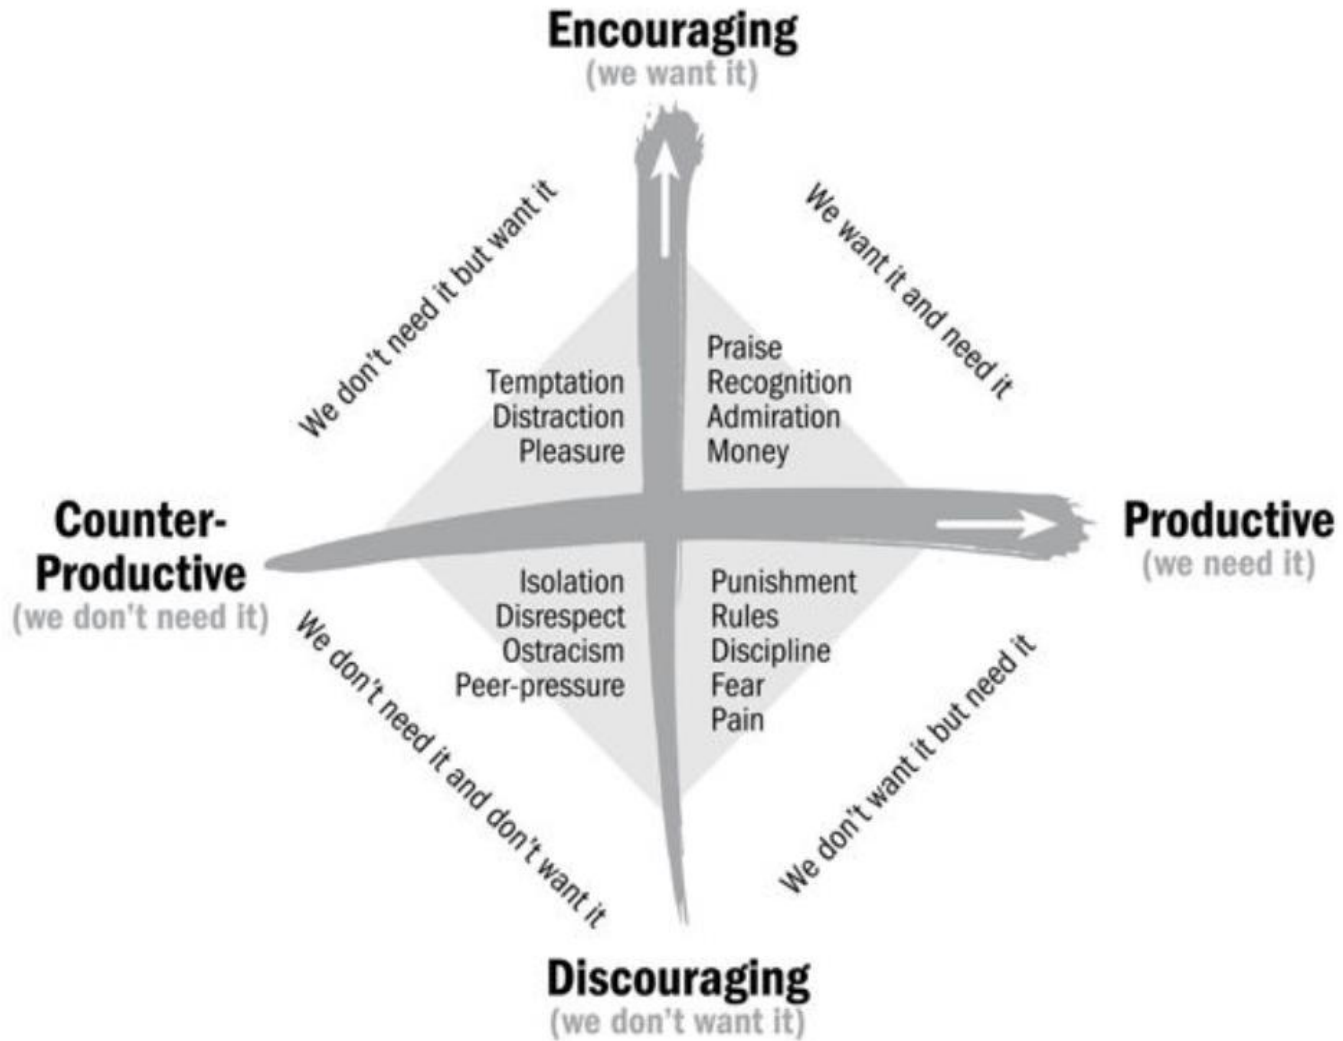 Encouraging
(we want it)
We don't need it but want it
We want it and need it
Temptation
Distraction
Pleasure
Praise
Recognition
Admiration
Money
Counter-
Productive
(we don't need it)
Productive
(we need it)
Isolation
Disrespect
Ostracism
Peer-pressure
Punishment
Rules
Discipline
Fear
Pain
We don't need it and don't want it
We don't want it but need it
Discouraging
(we don't want it)